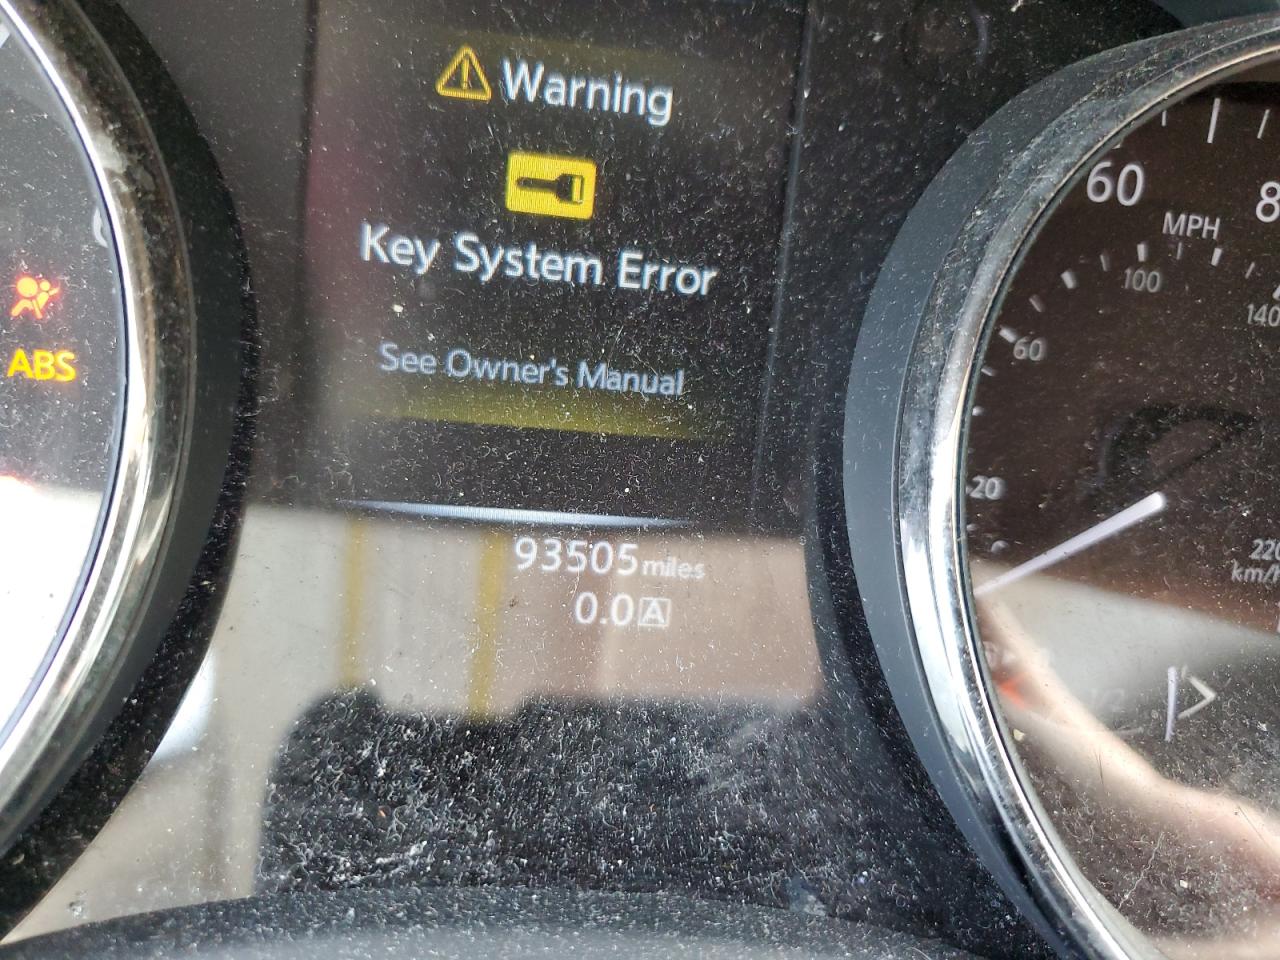 Warning
Key System Error
See Owner's Manual
93505 miles
0.0 A
ABS
60
MPH
100
140
60
20
220
km/h